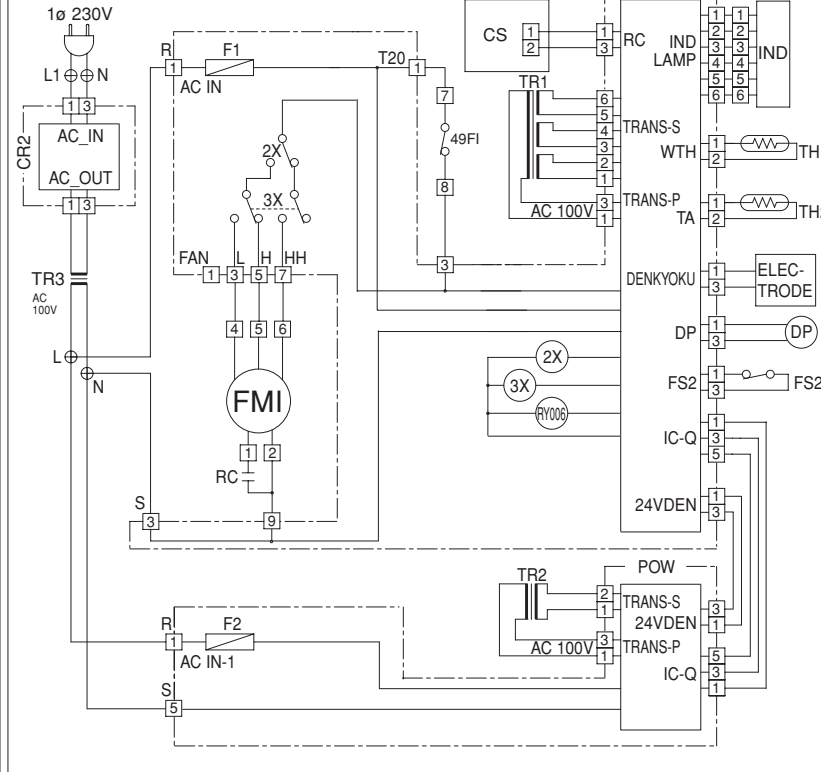 1ø 230V
L1 N
1 3
CR2
AC_IN
AC_OUT
1 3
TR3
AC
100V
L
N
R
1
F1
AC IN
T20
1
7
49FI
8
3
2X
3X
FAN L H HH
1 3 5 7
4 5 6
FMI
1 2
RC
S
3
9
CS
1 1
2 3
RC
TR1
6
5
4
3
2
1
TRANS-S
3
1
TRANS-P
AC 100V
IND
LAMP
1 1
2 2
3 3
4 4
5 5
6 6
IND
WTH
1
2
TH
TA
1
2
TH
DENKYOKU
1
3
ELEC-
TRODE
DP
1
3
DP
FS2
1
3
FS2
2X
3X
RY006
IC-Q
1
3
5
24VDEN
1
3
POW
TR2
2
1
TRANS-S
24VDEN
3
1
3
1
TRANS-P
AC 100V
IC-Q
5
3
1
R
1
F2
AC IN-1
S
5